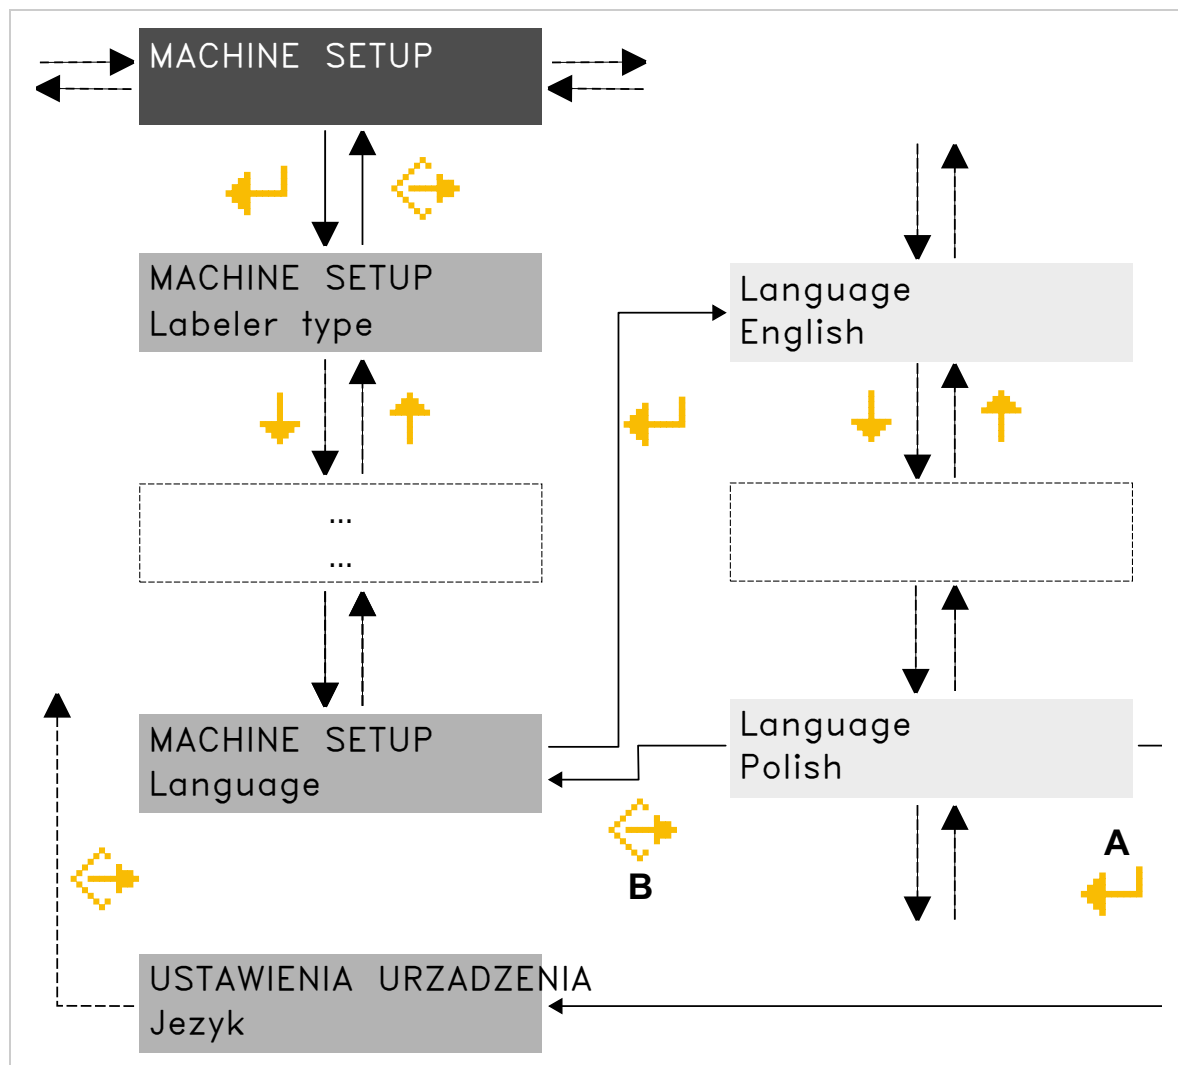 MACHINE SETUP
MACHINE SETUP
Labeler type
Language
English
...
...
MACHINE SETUP
Language
Language
Polish
A
B
USTAWIENIA URZADZENIA
Jezyk